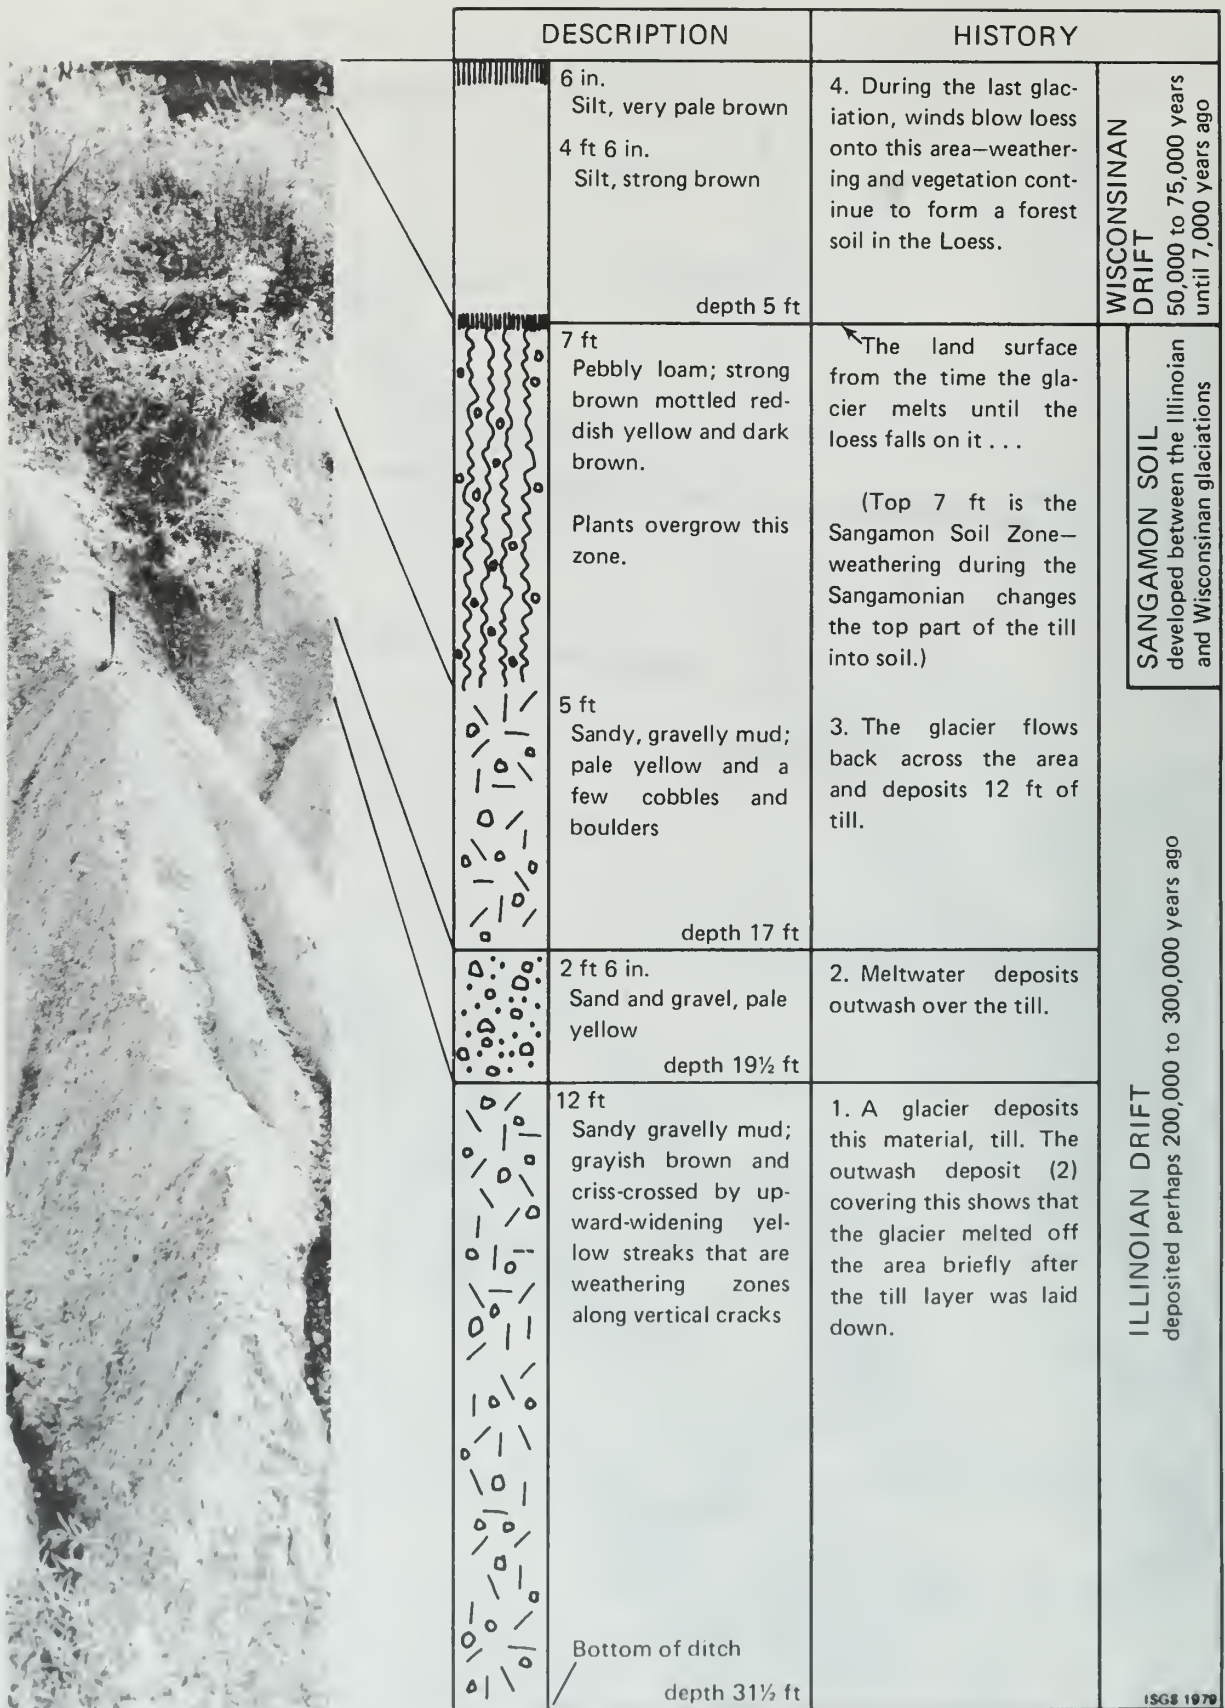 DESCRIPTION
HISTORY
6 in.
Silt, very pale brown
4 ft 6 in.
Silt, strong brown
depth 5 ft
4. During the last glac-
iation, winds blow loess
onto this area—weather-
ing and vegetation cont-
inue to form a forest
soil in the Loess.
WISCONSINAN
DRIFT
50,000 to 75,000 years
until 7,000 years ago
7 ft
Pebbly loam; strong
brown mottled red-
dish yellow and dark
brown.
Plants overgrow this
zone.
The land surface
from the time the gla-
cier melts until the
loess falls on it . . .
(Top 7 ft is the
Sangamon Soil Zone—
weathering during the
Sangamonian changes
the top part of the till
into soil.)
SANGAMON SOIL
developed between the Illinoian
and Wisconsinan glaciations
5 ft
Sandy, gravelly mud;
pale yellow and a
few cobbles and
boulders
depth 17 ft
3. The glacier flows
back across the area
and deposits 12 ft of
till.
2 ft 6 in.
Sand and gravel, pale
yellow
depth 19½ ft
2. Meltwater deposits
outwash over the till.
12 ft
Sandy gravelly mud;
grayish brown and
criss-crossed by up-
ward-widening yel-
low streaks that are
weathering zones
along vertical cracks
Bottom of ditch
depth 31½ ft
1. A glacier deposits
this material, till. The
outwash deposit (2)
covering this shows that
the glacier melted off
the area briefly after
the till layer was laid
down.
ILLINOIAN DRIFT
deposited perhaps 200,000 to 300,000 years ago
ISGS 1979